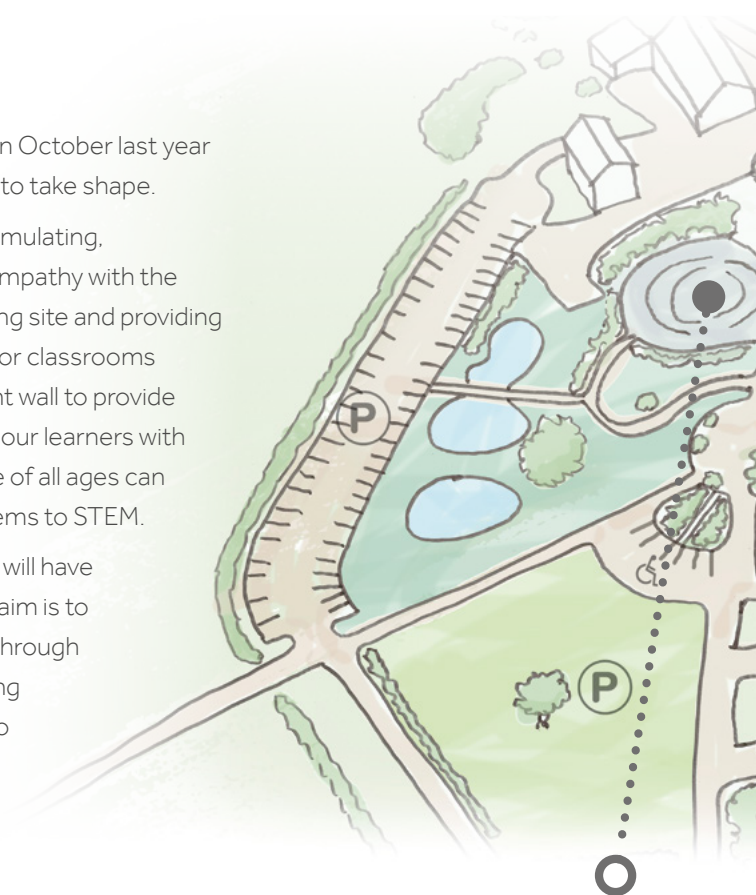 n October last year
to take shape.
mulating,
mpathy with the
ng site and providing
or classrooms
t wall to provide
our learners with
e of all ages can
ems to STEM.
will have
aim is to
hrough
ng
o
P
P